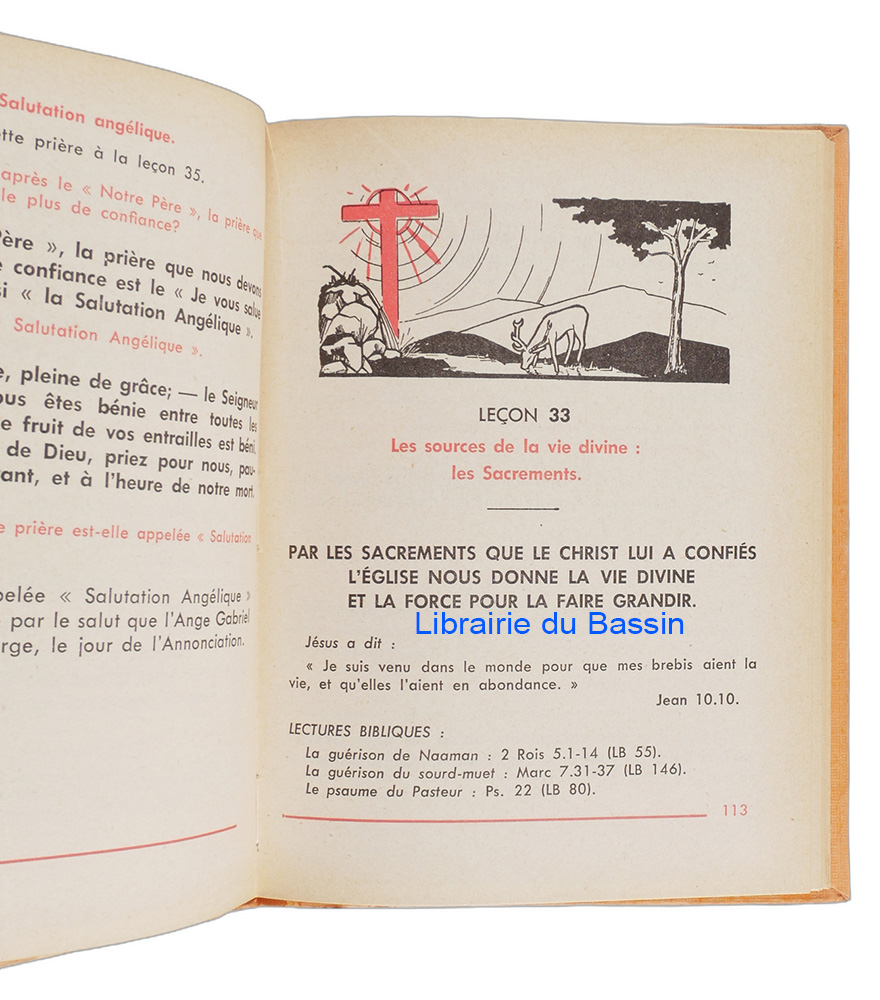 Salutation angélique.
ette prière à la leçon 35.
après le « Notre Père », la prière que
le plus de confiance?
Père », la prière que nous devons
e confiance est le « Je vous salue
si « la Salutation Angélique ».
Salutation Angélique ».
e, pleine de grâce; — le Seigneur
ous êtes bénie entre toutes les
e fruit de vos entrailles est béni.
de Dieu, priez pour nous, pau-
ant, et à l'heure de notre mort.
e prière est-elle appelée « Salutation
pelée « Salutation Angélique »
e par le salut que l'Ange Gabriel
erge, le jour de l'Annonciation.
LEÇON 33
Les sources de la vie divine :
les Sacrements.
PAR LES SACREMENTS QUE LE CHRIST LUI A CONFIÉS
L'ÉGLISE NOUS DONNE LA VIE DIVINE
ET LA FORCE POUR LA FAIRE GRANDIR.
Librairie du Bassin
Jésus a dit :
« Je suis venu dans le monde pour que mes brebis aient la
vie, et qu'elles l'aient en abondance. »
Jean 10.10.
LECTURES BIBLIQUES :
La guérison de Naaman : 2 Rois 5.1-14 (LB 55).
La guérison du sourd-muet : Marc 7.31-37 (LB 146).
Le psaume du Pasteur : Ps. 22 (LB 80).
113